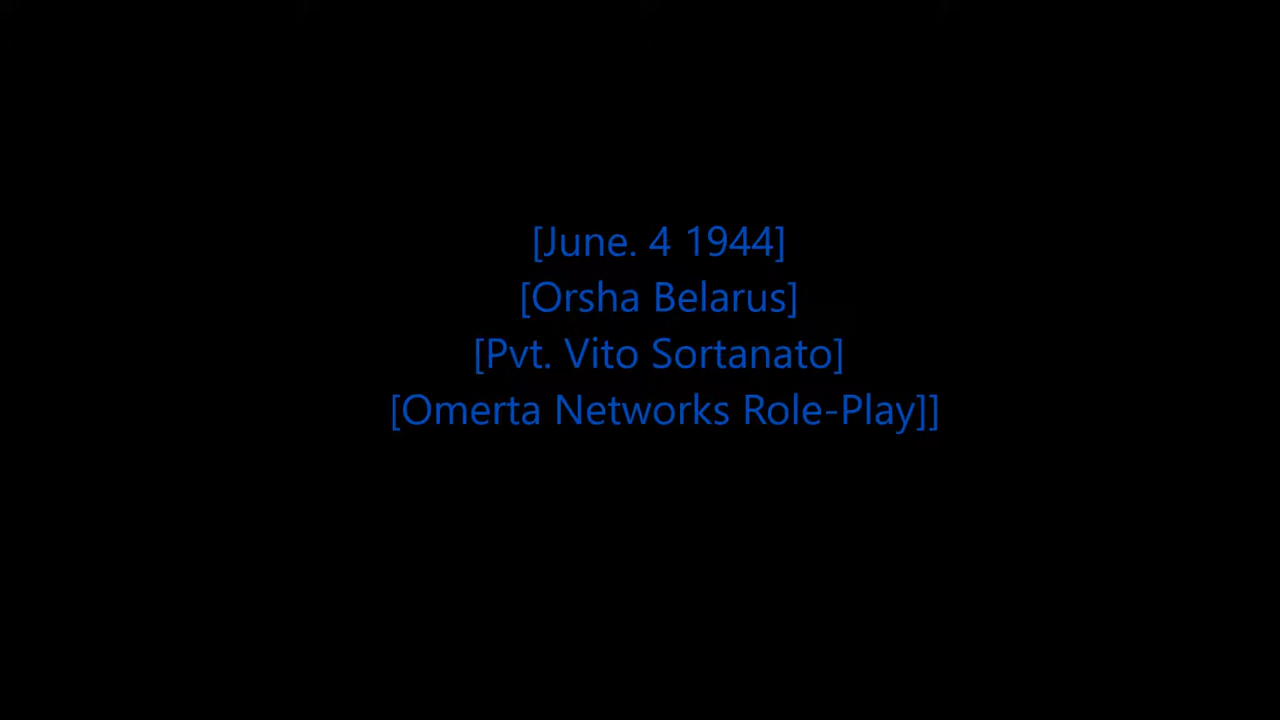 [June. 4 1944]
[Orsha Belarus]
[Pvt. Vito Sortanato]
[Omerta Networks Role-Play]]